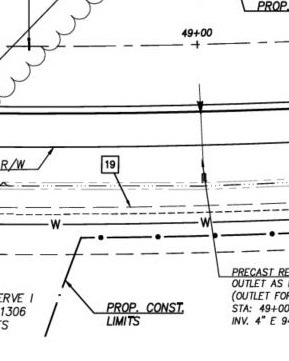 PROP.
49+00
R/W
19
W
W
PRECAST RE
OUTLET AS
(OUTLET FOR
STA: 49+00
INV. 4" E 9
ERVE
1306
TS
PROP. CONST.
LIMITS